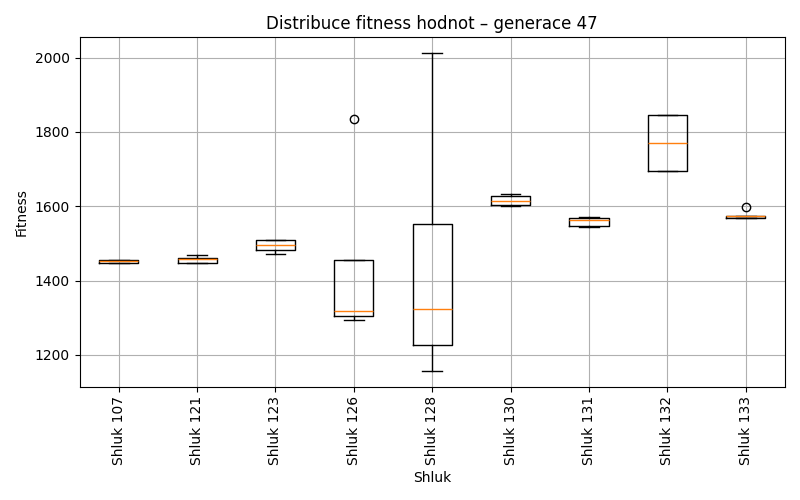 Distribuce fitness hodnot – generace 47
Fitness
2000
1800
1600
1400
1200
Shluk 107
Shluk 121
Shluk 123
Shluk 126
Shluk 128
Shluk 130
Shluk 131
Shluk 132
Shluk 133
Shluk